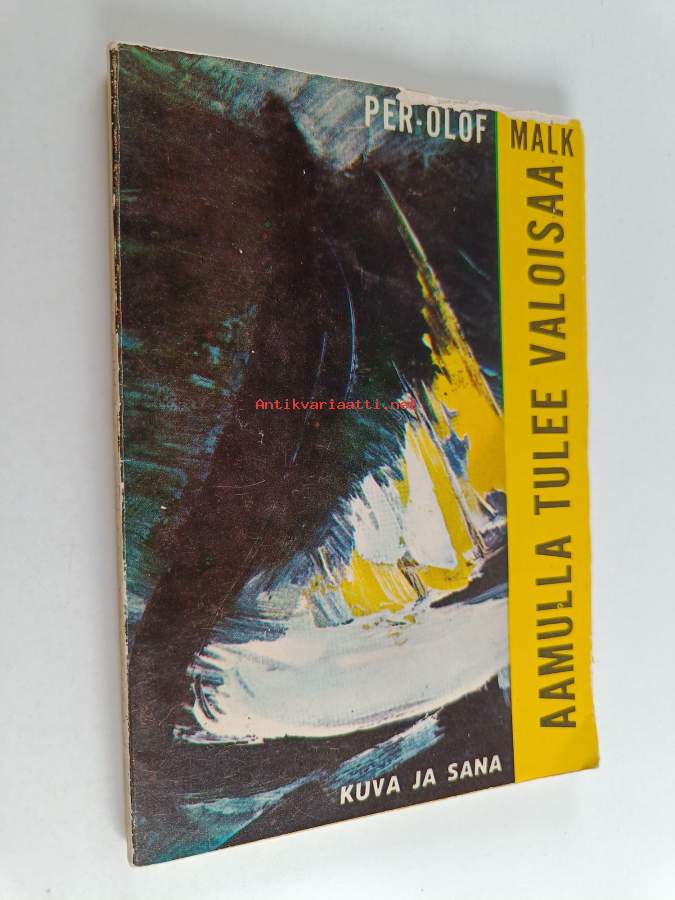 PER-OLOF MALK
AAMULLA TULEE VALOISAA
Antikvariaatti.net
KUVA JA SANA